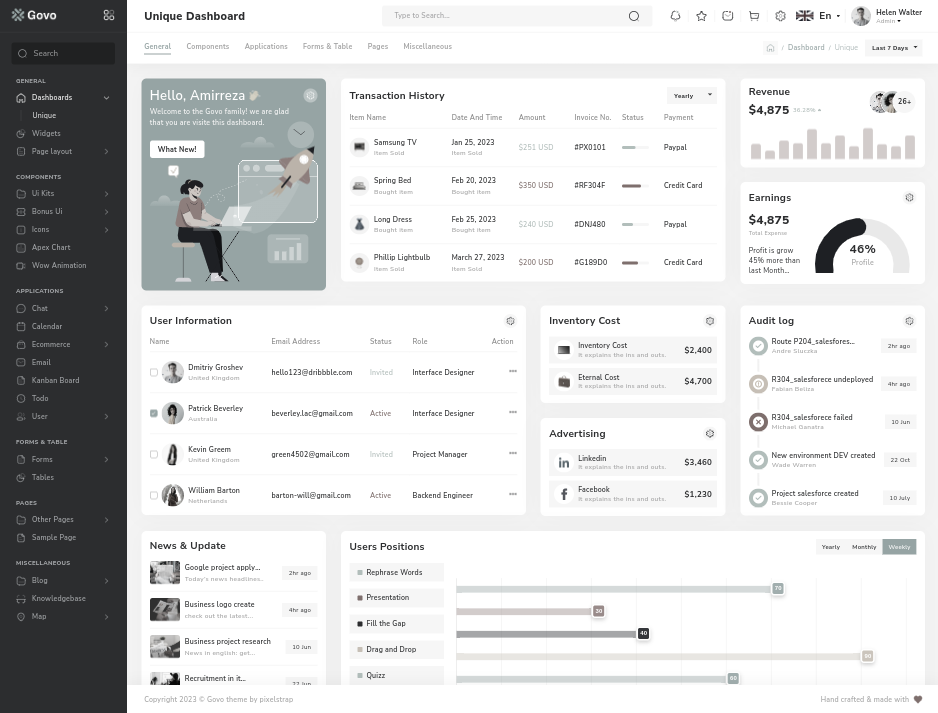 Govo
Unique Dashboard
Type to Search...
En
Helen Walter
Admin
Search
General
Components
Applications
Forms & Table
Pages
Miscellaneous
/ Dashboard / Unique
Last 7 Days
GENERAL
Dashboards
Unique
Widgets
Page layout
COMPONENTS
Ui Kits
Bonus Ui
Icons
Apex Chart
Wow Animation
APPLICATIONS
Chat
Calendar
Ecommerce
Email
Kanban Board
Todo
User
FORMS & TABLE
Forms
Tables
PAGES
Other Pages
Sample Page
MISCELLANEOUS
Blog
Knowledgebase
Map
Hello, Amirreza
Welcome to the Govo family! we are glad
that you are visite this dashboard.
What New!
Transaction History
Yearly
Item Name Date And Time Amount Invoice No. Status Payment
Samsung TV Jan 25, 2023 $251 USD #PX0101 Paypal
Item Sold Item Sold
Spring Bed Feb 20, 2023 $350 USD #RF304F Credit Card
Bought Item Bought Item
Long Dress Feb 25, 2023 $240 USD #DNJ480 Paypal
Bought Item Bought Item
Phillip Lightbulb March 27, 2023 $200 USD #G189D0 Credit Card
Item Sold Item Sold
Revenue
$4,875 36.28%
26+
Earnings
$4,875
Total Expense
Profit is grow
45% more than
last Month...
46%
Profile
User Information
Name Email Address Status Role Action
Dmitriy Groshev hello123@dribbble.com Invited Interface Designer
United Kingdom
Patrick Beverley beverley.lac@gmail.com Active Interface Designer
Australia
Kevin Greem green4502@gmail.com Invited Project Manager
United Kingdom
William Barton barton-will@gmail.com Active Backend Engineer
Netherlands
Inventory Cost
Inventory Cost $2,400
It explains the ins and outs.
Eternal Cost $4,700
It explains the ins and outs.
Advertising
Linkedin $3,460
It explains the ins and outs.
Facebook $1,230
It explains the ins and outs.
Audit log
Route P204_salesfores... 2hr ago
Andre Sluczka
R304_salesforece undeployed 4hr ago
Fabian Beliza
R304_salesforece failed 10 Jun
Mishael Ganatra
New environment DEV created 22 Oct
Wade Warren
Project salesforce created 10 July
Bessie Cooper
News & Update
Google project apply... 2hr ago
Today's news headlines..
Business logo create 4hr ago
check out the latest...
Business project research 10 Jun
News in english: get...
Recruitment in it... 22 Jun
Users Positions
Yearly Monthly Weekly
Rephrase Words
Presentation
Fill the Gap
Drag and Drop
Quizz
70
30
40
60
Copyright 2023 © Govo theme by pixelstrap
Hand crafted & made with